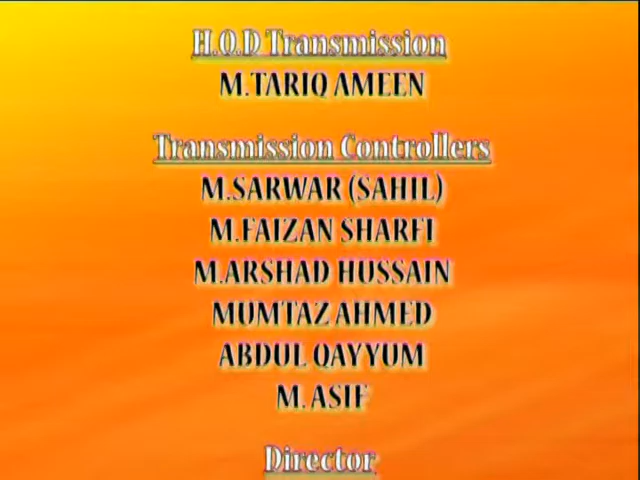 H.O.D Transmission
M.TARIQ AMEEN
Transmission Controllers
M.SARWAR (SAHIL)
M.FAIZAN SHARFI
M.ARSHAD HUSSAIN
MUMTAZ AHMED
ABDUL QAYYUM
M. ASIF
Director